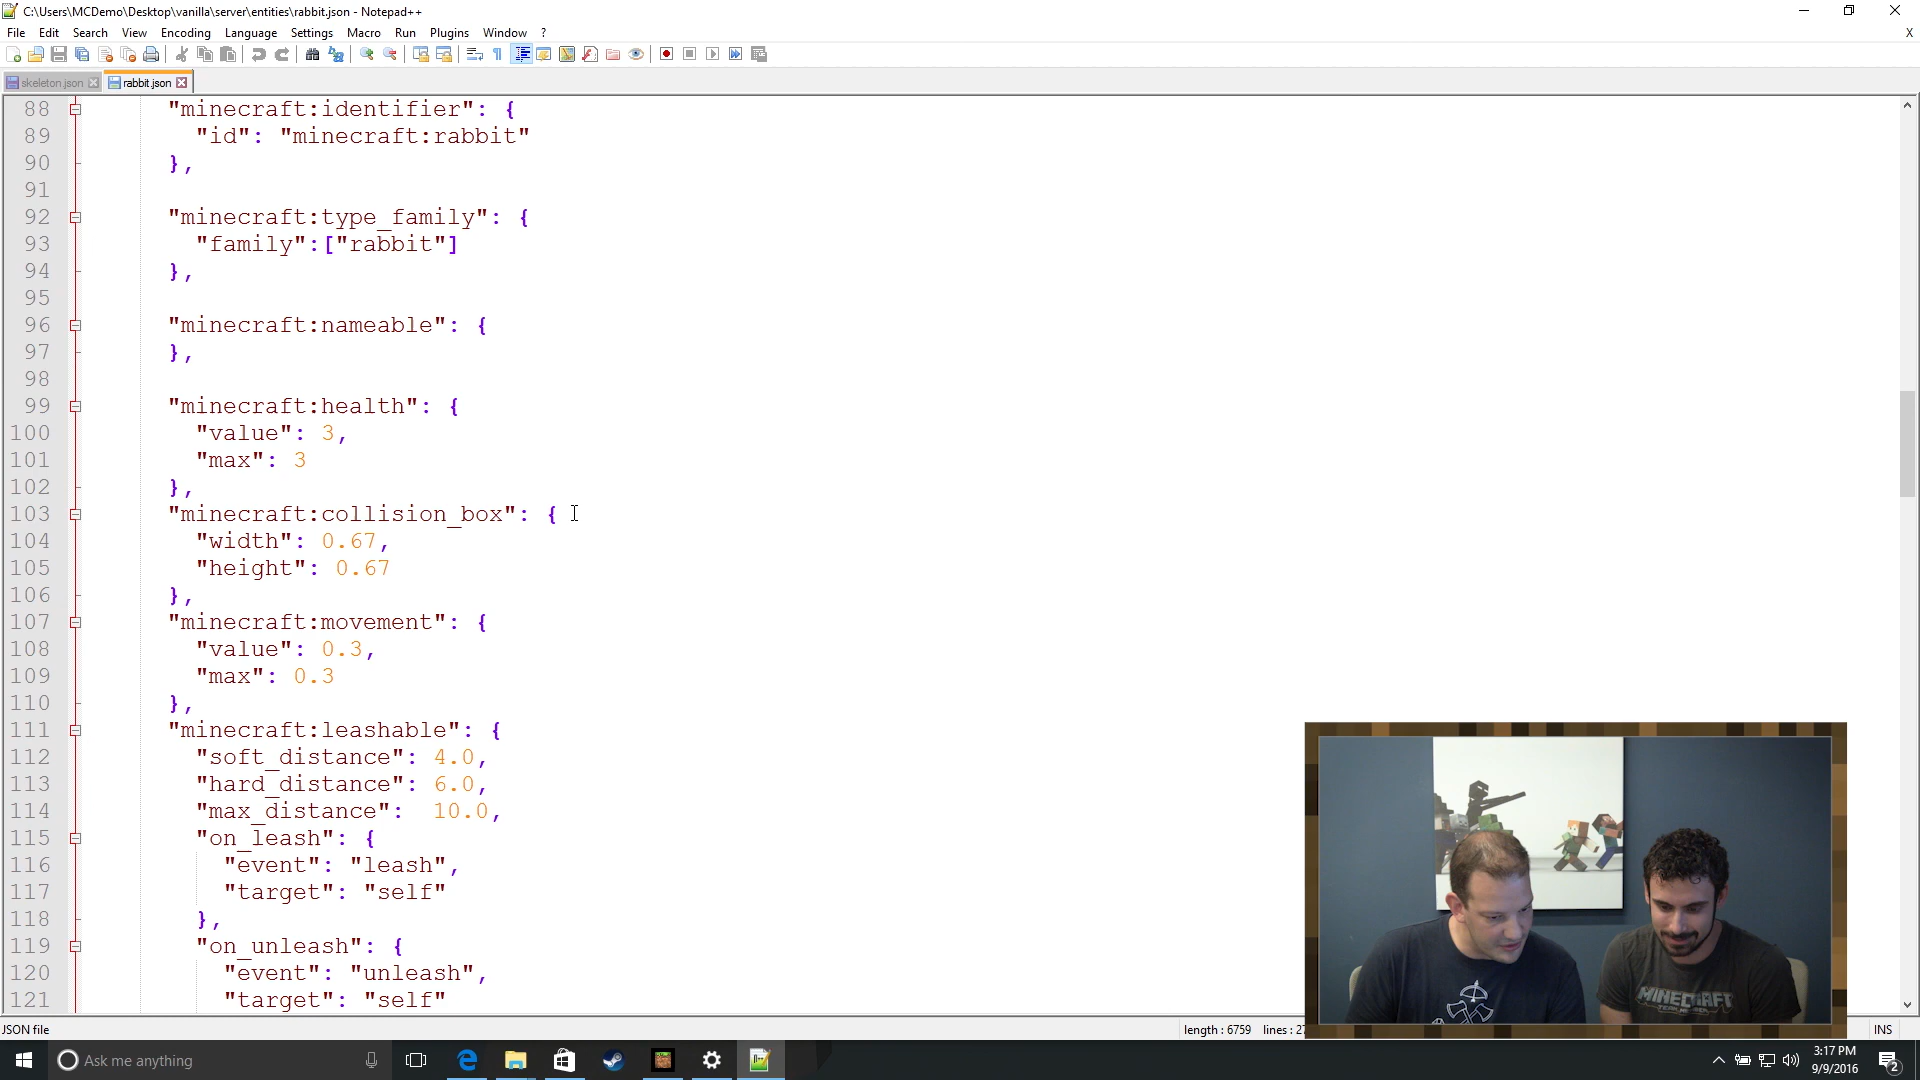 C:\Users\MCDemo\Desktop\vanilla\server\entities\rabbit.json - Notepad++
File Edit Search View Encoding Language Settings Macro Run Plugins Window ? X
skeleton.json rabbit.json
88 "minecraft:identifier": {
89 "id": "minecraft:rabbit"
90 },
91
92 "minecraft:type_family": {
93 "family":["rabbit"]
94 },
95
96 "minecraft:nameable": {
97 },
98
99 "minecraft:health": {
100 "value": 3,
101 "max": 3
102 },
103 "minecraft:collision_box": {
104 "width": 0.67,
105 "height": 0.67
106 },
107 "minecraft:movement": {
108 "value": 0.3,
109 "max": 0.3
110 },
111 "minecraft:leashable": {
112 "soft_distance": 4.0,
113 "hard_distance": 6.0,
114 "max_distance":  10.0,
115 "on_leash": {
116 "event": "leash",
117 "target": "self"
118 },
119 "on_unleash": {
120 "event": "unleash",
121 "target": "self"
MINECRAFT
JSON file length : 6759 lines : 27 INS
Ask me anything
3:17 PM
9/9/2016
2